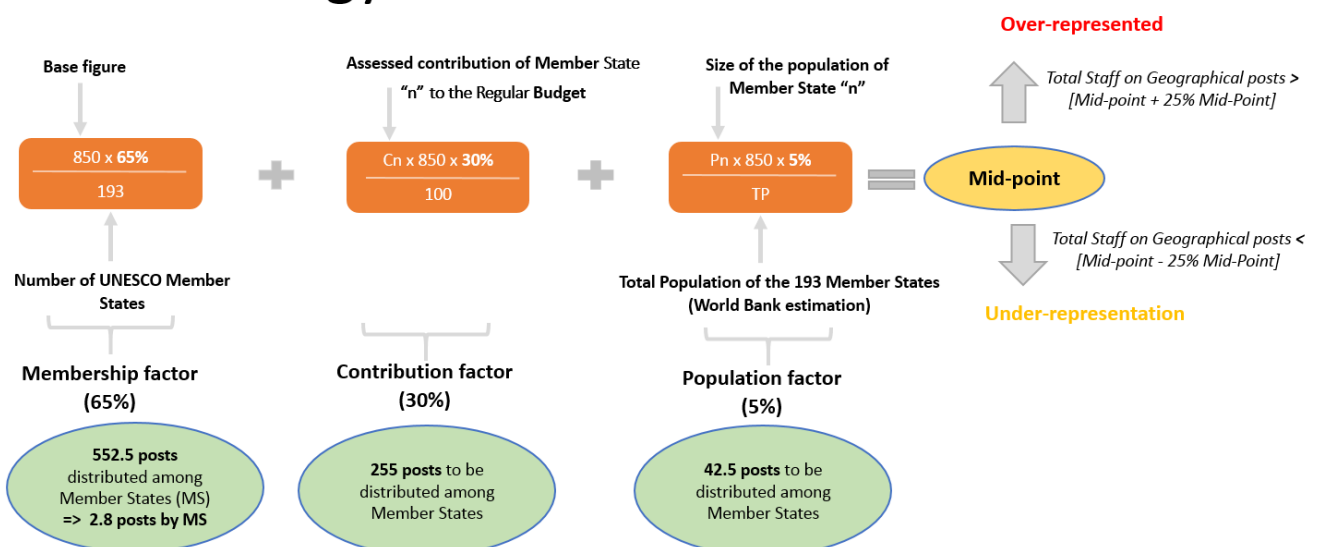 Over-represented
Base figure
Assessed contribution of Member State
“n” to the Regular Budget
Size of the population of
Member State “n”
Total Staff on Geographical posts >
[Mid-point + 25% Mid-Point]
850 x 65%
193
Cn x 850 x 30%
100
Pn x 850 x 5%
TP
Mid-point
Total Staff on Geographical posts <
[Mid-point - 25% Mid-Point]
Number of UNESCO Member
States
Total Population of the 193 Member States
(World Bank estimation)
Under-representation
Membership factor
(65%)
Contribution factor
(30%)
Population factor
(5%)
552.5 posts
distributed among
Member States (MS)
=> 2.8 posts by MS
255 posts to be
distributed among
Member States
42.5 posts to be
distributed among
Member States